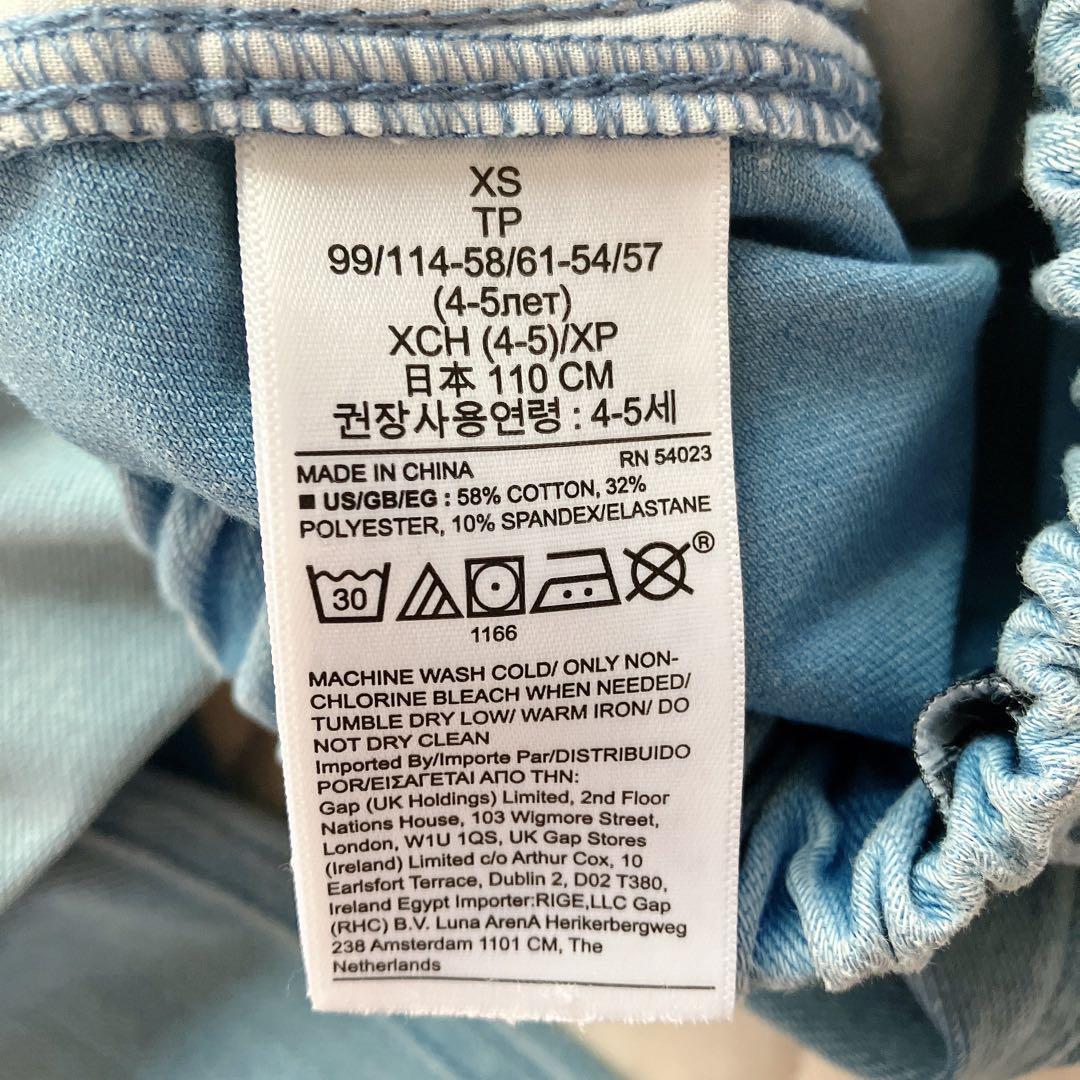 XS
TP
99/114-58/61-54/57
(4-5лет)
XCH (4-5)/XP
日本 110 CM
권장사용연령 : 4-5세
MADE IN CHINA RN 54023
■ US/GB/EG : 58% COTTON, 32%
POLYESTER, 10% SPANDEX/ELASTANE
30 ®
1166
MACHINE WASH COLD/ ONLY NON-
CHLORINE BLEACH WHEN NEEDED/
TUMBLE DRY LOW/ WARM IRON/ DO
NOT DRY CLEAN
Imported By/Importe Par/DISTRIBUIDO
POR/ΕΙΣΑΓΕΤΑΙ ΑΠΟ ΤΗΝ:
Gap (UK Holdings) Limited, 2nd Floor
Nations House, 103 Wigmore Street,
London, W1U 1QS, UK Gap Stores
(Ireland) Limited c/o Arthur Cox, 10
Earlsfort Terrace, Dublin 2, D02 T380,
Ireland Egypt Importer:RIGE,LLC Gap
(RHC) B.V. Luna ArenA Herikerbergweg
238 Amsterdam 1101 CM, The
Netherlands